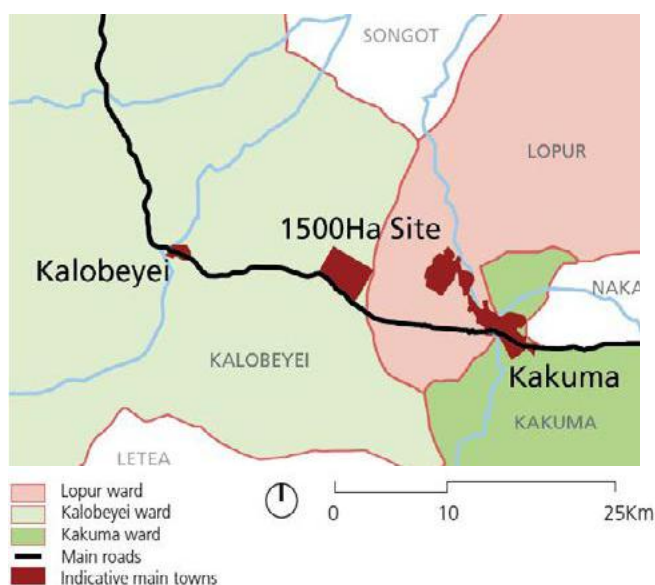 SONGOT
LOPUR
1500Ha Site
Kalobeyei
NAKA
KALOBEYEI
Kakuma
KAKUMA
LETEA
Lopur ward
Kalobeyei ward
Kakuma ward
Main roads
Indicative main towns
0 10 25Km